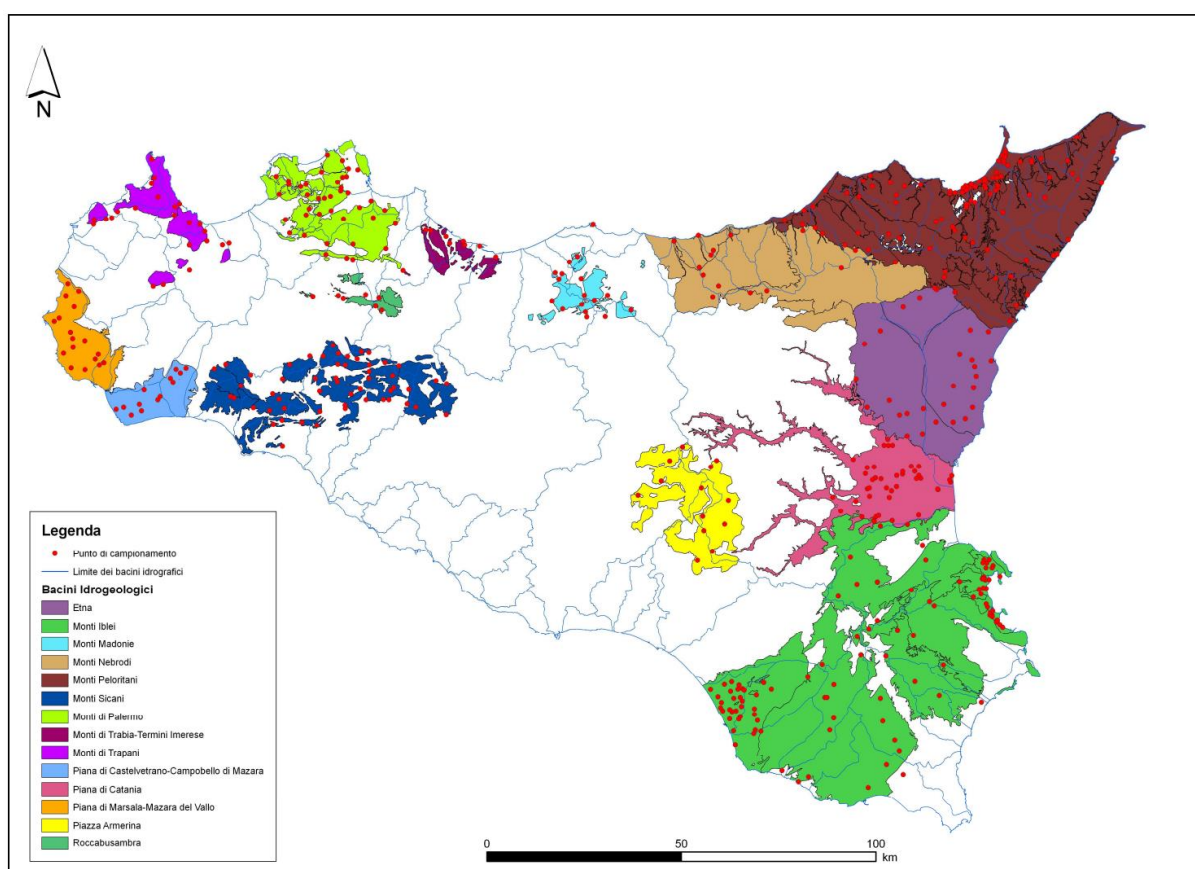 N
Legenda
Punto di campionamento
Limite dei bacini idrografici
Bacini Idrogeologici
Etna
Monti Iblei
Monti Madonie
Monti Nebrodi
Monti Peloritani
Monti Sicani
Monti di Palermo
Monti di Trabia-Termini Imerese
Monti di Trapani
Piana di Castelvetrano-Campobello di Mazara
Piana di Catania
Piana di Marsala-Mazara del Vallo
Piazza Armerina
Roccabusambra
0 50 100
km